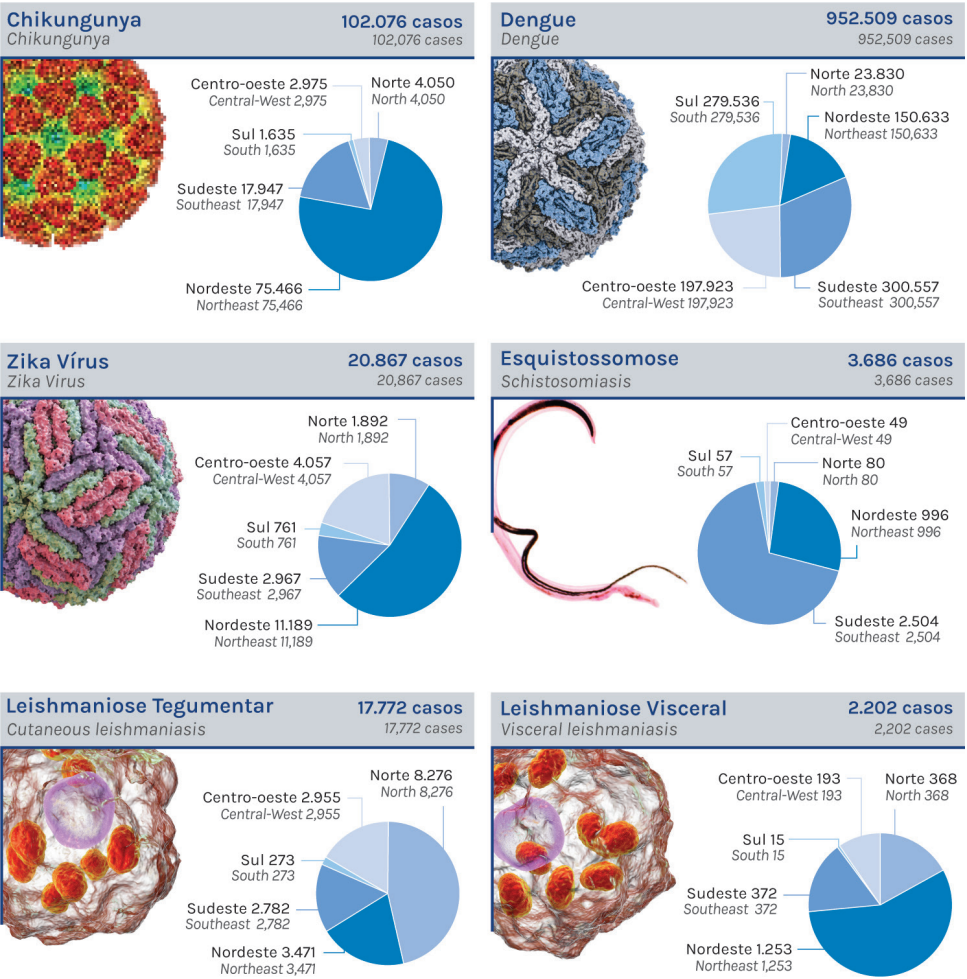 Chikungunya
Chikungunya
102.076 casos
102,076 cases
Centro-oeste 2.975
Central-West 2,975
Norte 4.050
North 4,050
Sul 1.635
South 1,635
Sudeste 17.947
Southeast 17,947
Nordeste 75.466
Northeast 75,466
Dengue
Dengue
952.509 casos
952,509 cases
Norte 23.830
North 23,830
Sul 279.536
South 279,536
Nordeste 150.633
Northeast 150,633
Centro-oeste 197.923
Central-West 197,923
Sudeste 300.557
Southeast 300,557
Zika Vírus
Zika Virus
20.867 casos
20,867 cases
Norte 1.892
North 1,892
Centro-oeste 4.057
Central-West 4,057
Sul 761
South 761
Sudeste 2.967
Southeast 2,967
Nordeste 11.189
Northeast 11,189
Esquistossomose
Schistosomiasis
3.686 casos
3,686 cases
Centro-oeste 49
Central-West 49
Sul 57
South 57
Norte 80
North 80
Nordeste 996
Northeast 996
Sudeste 2.504
Southeast 2,504
Leishmaniose Tegumentar
Cutaneous leishmaniasis
17.772 casos
17,772 cases
Norte 8.276
North 8,276
Centro-oeste 2.955
Central-West 2,955
Sul 273
South 273
Sudeste 2.782
Southeast 2,782
Nordeste 3.471
Northeast 3,471
Leishmaniose Visceral
Visceral leishmaniasis
2.202 casos
2,202 cases
Centro-oeste 193
Central-West 193
Norte 368
North 368
Sul 15
South 15
Sudeste 372
Southeast 372
Nordeste 1.253
Northeast 1,253